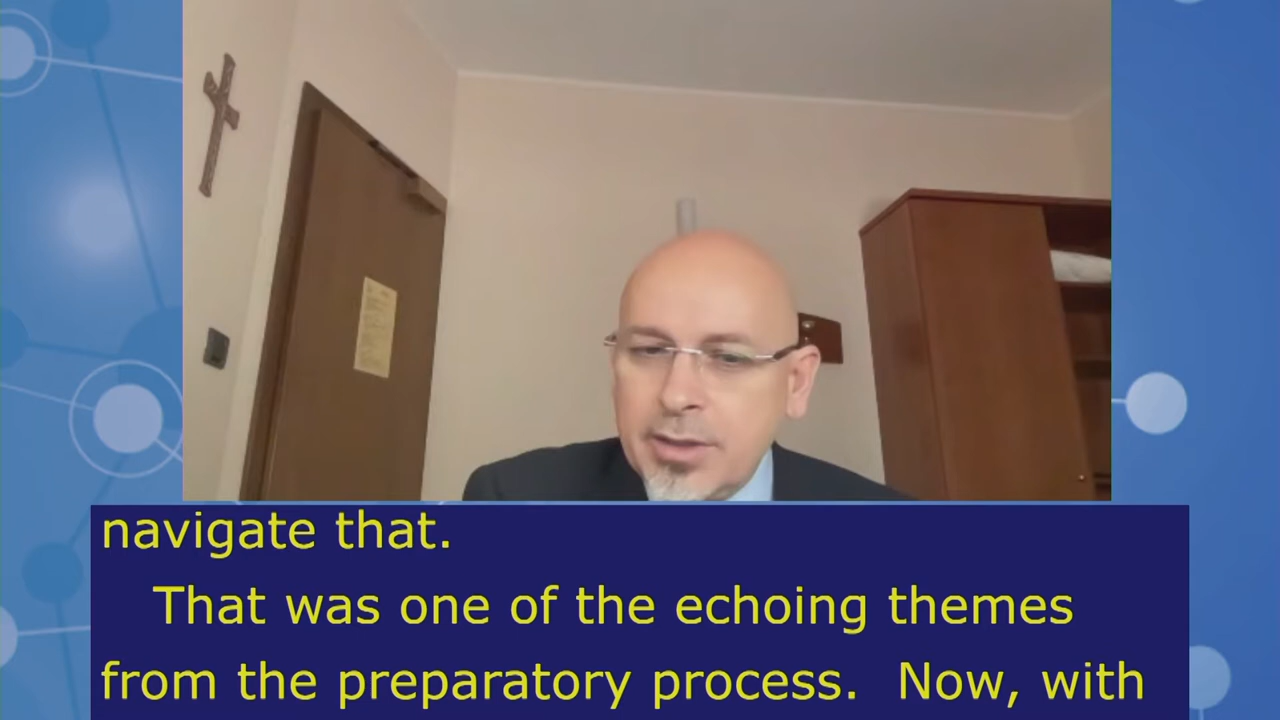 navigate that.
That was one of the echoing themes
from the preparatory process.  Now, with